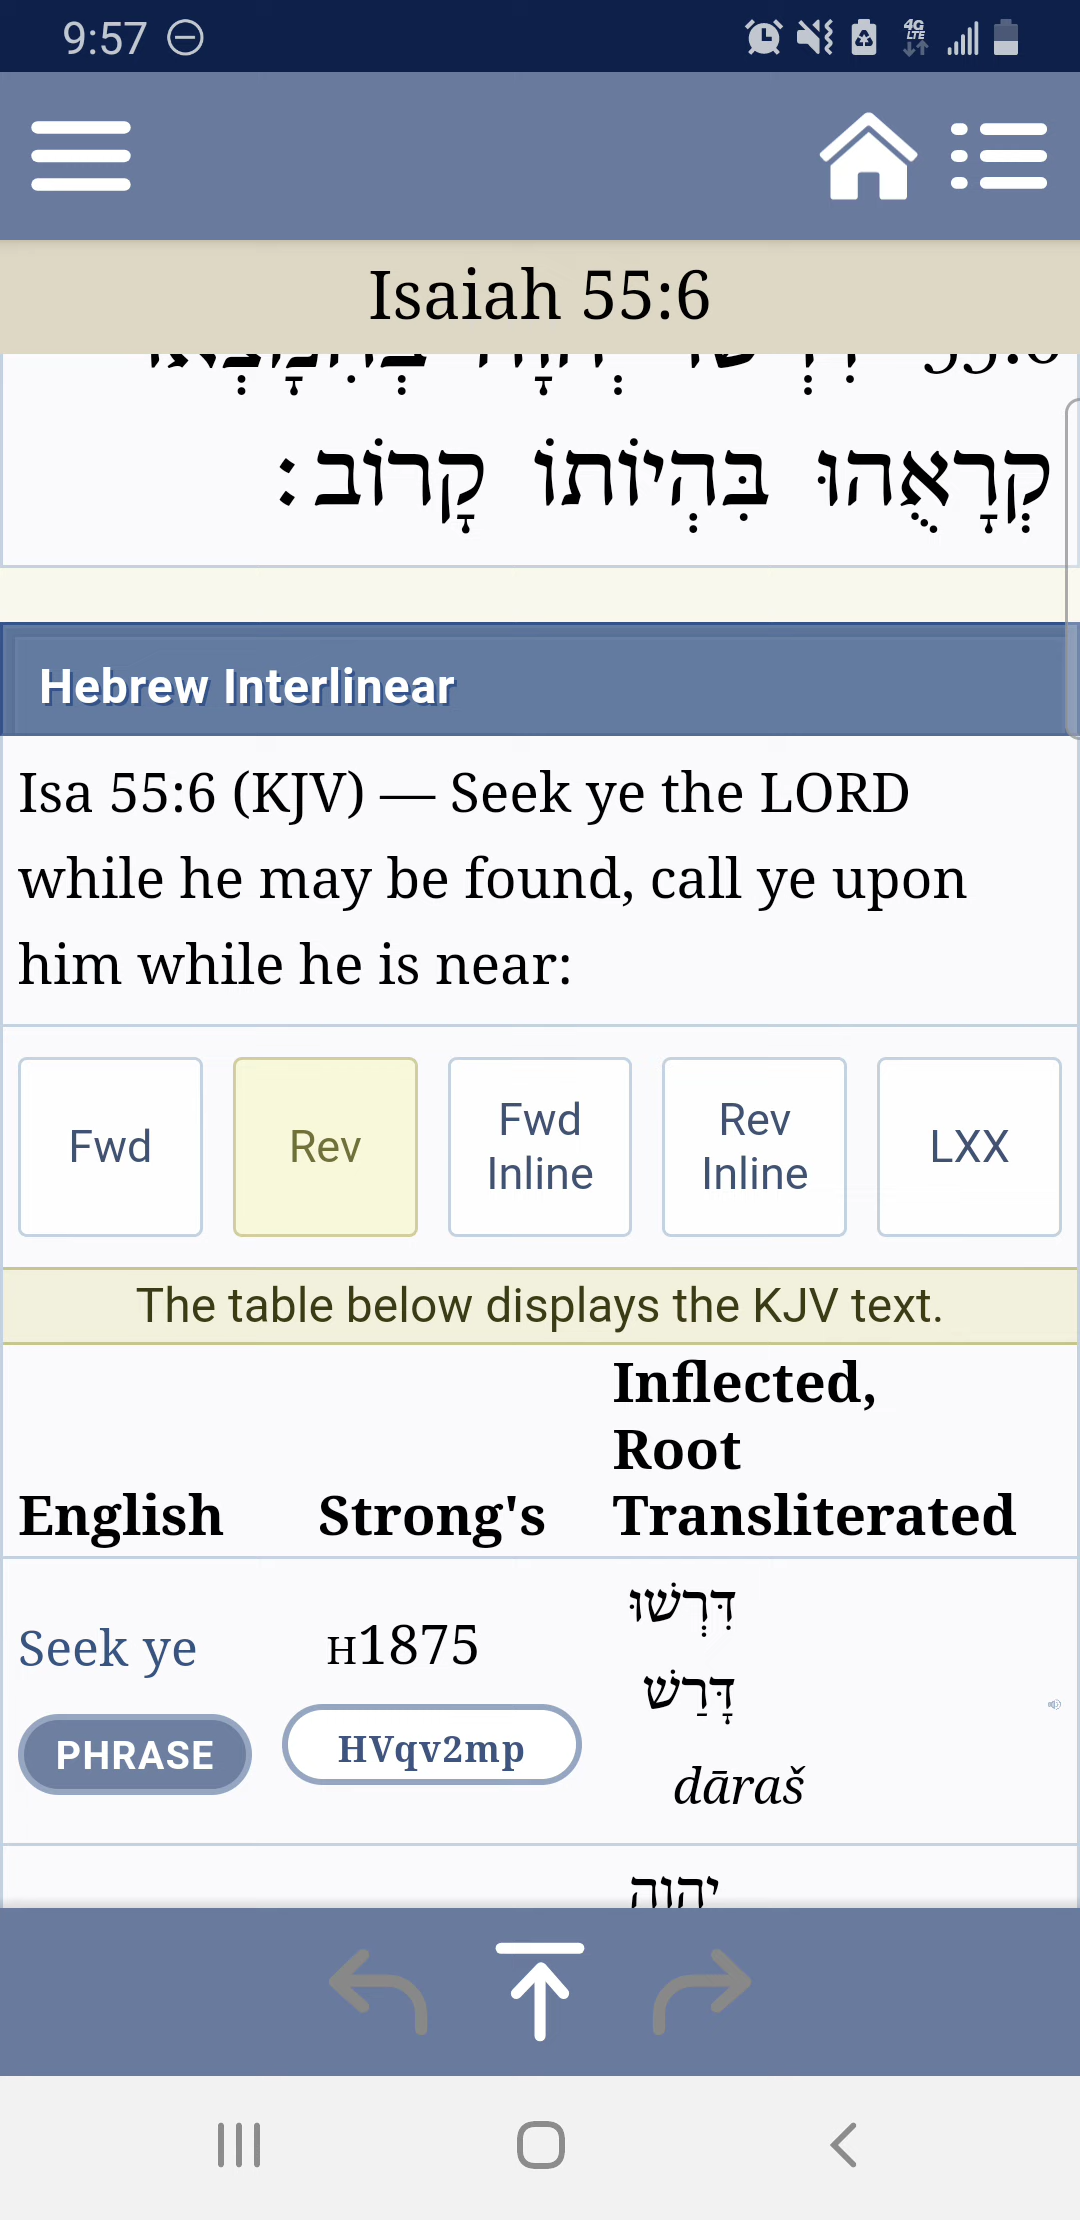 9:57
4G
LTE
Isaiah 55:6
קְרָאֻהוּ בִּהְיוֹתוֹ קָרוֹב׃
Hebrew Interlinear
Isa 55:6 (KJV) — Seek ye the LORD
while he may be found, call ye upon
him while he is near:
Fwd
Rev
Fwd
Inline
Rev
Inline
LXX
The table below displays the KJV text.
English
Strong's
Inflected,
Root
Transliterated
Seek ye
H1875
דִּרְשׁוּ
דָּרַשׁ
dāraš
PHRASE
HVqv2mp
יהוה